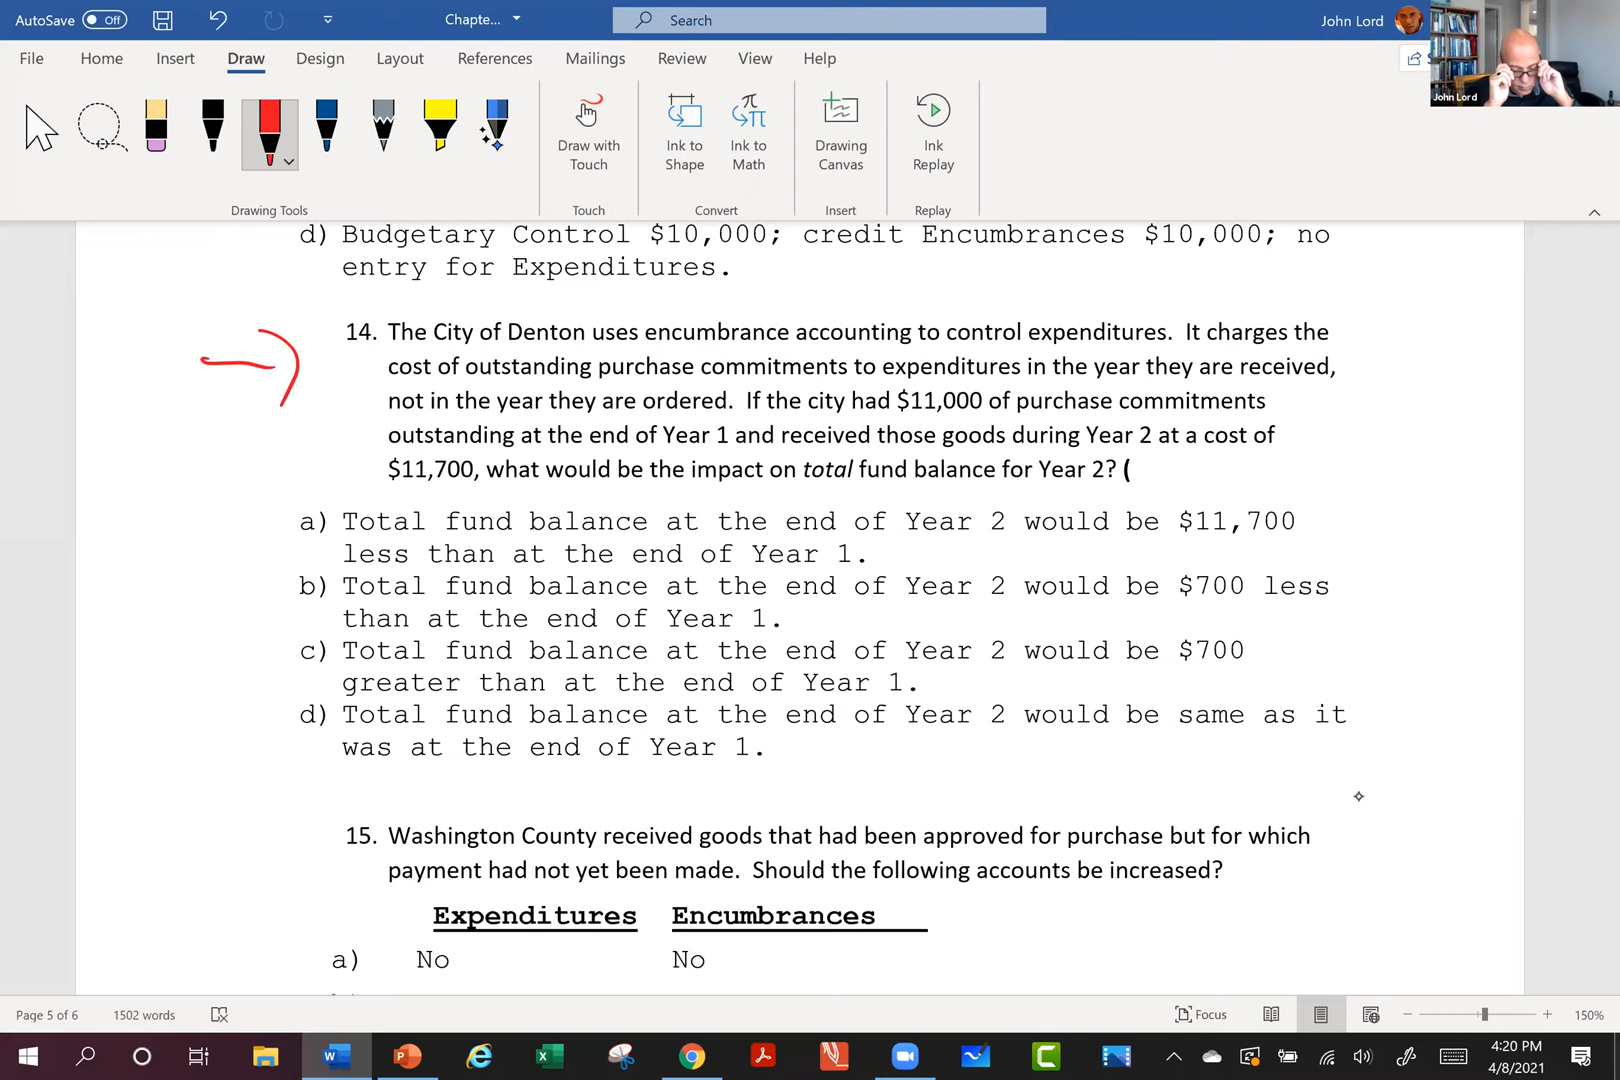 AutoSave Off Chapte... Search John Lord
File Home Insert Draw Design Layout References Mailings Review View Help
John Lord
Draw with Touch
Ink to Shape
Ink to Math
Drawing Canvas
Ink Replay
Drawing Tools Touch Convert Insert Replay
d) Budgetary Control $10,000; credit Encumbrances $10,000; no
entry for Expenditures.
14. The City of Denton uses encumbrance accounting to control expenditures. It charges the
cost of outstanding purchase commitments to expenditures in the year they are received,
not in the year they are ordered. If the city had $11,000 of purchase commitments
outstanding at the end of Year 1 and received those goods during Year 2 at a cost of
$11,700, what would be the impact on total fund balance for Year 2? (
a) Total fund balance at the end of Year 2 would be $11,700
less than at the end of Year 1.
b) Total fund balance at the end of Year 2 would be $700 less
than at the end of Year 1.
c) Total fund balance at the end of Year 2 would be $700
greater than at the end of Year 1.
d) Total fund balance at the end of Year 2 would be same as it
was at the end of Year 1.
15. Washington County received goods that had been approved for purchase but for which
payment had not yet been made. Should the following accounts be increased?
Expenditures Encumbrances
a) No No
Page 5 of 6 1502 words Focus 150%
4:20 PM
4/8/2021